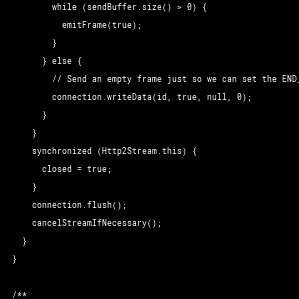 while (sendBuffer.size() > 0) {
emitFrame(true);
}
} else {
// Send an empty frame just so we can set the END_
connection.writeData(id, true, null, 0);
}
}
synchronized (Http2Stream.this) {
closed = true;
}
connection.flush();
cancelStreamIfNecessary();
}
}
/**